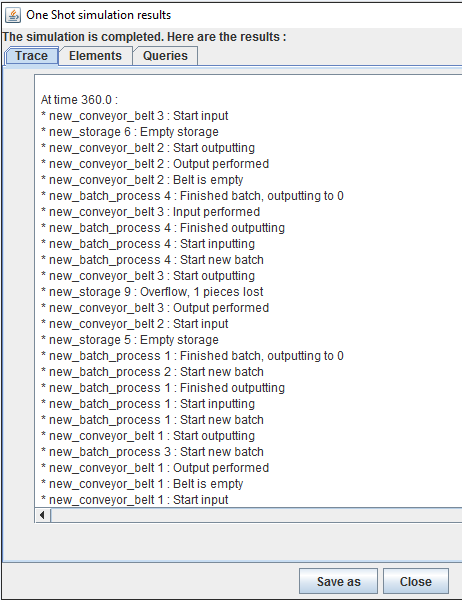 One Shot simulation results
The simulation is completed. Here are the results :
Trace Elements Queries
At time 360.0 :
* new_conveyor_belt 3 : Start input
* new_storage 6 : Empty storage
* new_conveyor_belt 2 : Start outputting
* new_conveyor_belt 2 : Output performed
* new_conveyor_belt 2 : Belt is empty
* new_batch_process 4 : Finished batch, outputting to 0
* new_conveyor_belt 3 : Input performed
* new_batch_process 4 : Finished outputting
* new_batch_process 4 : Start inputting
* new_batch_process 4 : Start new batch
* new_conveyor_belt 3 : Start outputting
* new_storage 9 : Overflow, 1 pieces lost
* new_conveyor_belt 3 : Output performed
* new_conveyor_belt 2 : Start input
* new_storage 5 : Empty storage
* new_batch_process 1 : Finished batch, outputting to 0
* new_batch_process 2 : Start new batch
* new_batch_process 1 : Finished outputting
* new_batch_process 1 : Start inputting
* new_batch_process 1 : Start new batch
* new_conveyor_belt 1 : Start outputting
* new_batch_process 3 : Start new batch
* new_conveyor_belt 1 : Output performed
* new_conveyor_belt 1 : Belt is empty
* new_conveyor_belt 1 : Start input
Save as Close